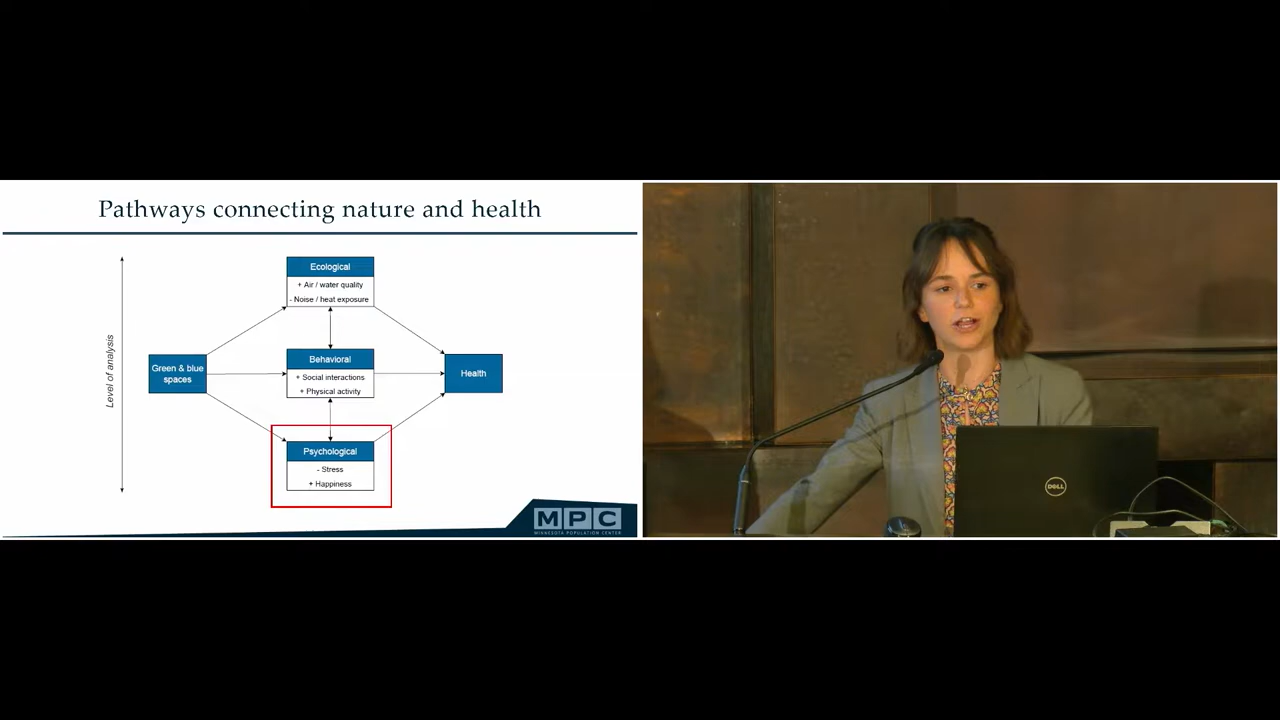 Pathways connecting nature and health
Level of analysis
Green & blue
spaces
Ecological
+ Air / water quality
- Noise / heat exposure
Behavioral
+ Social interactions
+ Physical activity
Psychological
- Stress
+ Happiness
Health
MPC
MINNESOTA POPULATION CENTER
DELL